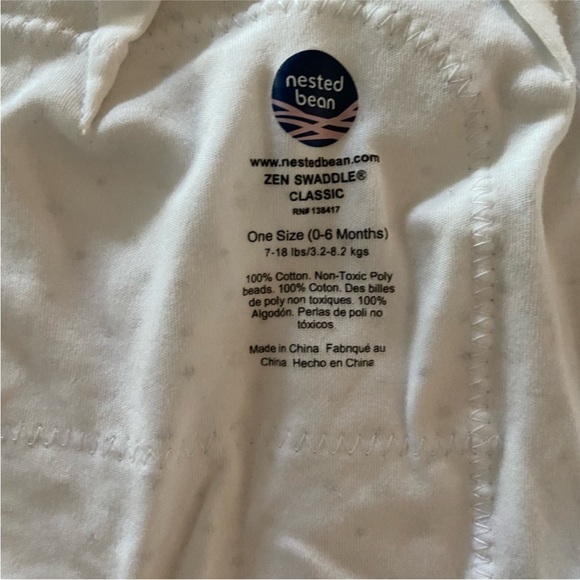 nested
bean
www.nestedbean.com
ZEN SWADDLE®
CLASSIC
RN# 138417
One Size (0-6 Months)
7-18 lbs/3.2-8.2 kgs
100% Cotton. Non-Toxic Poly
beads. 100% Coton. Des billes
de poly non toxiques. 100%
Algodón. Perlas de poli no
tóxicos.
Made in China. Fabriqué au
China. Hecho en China